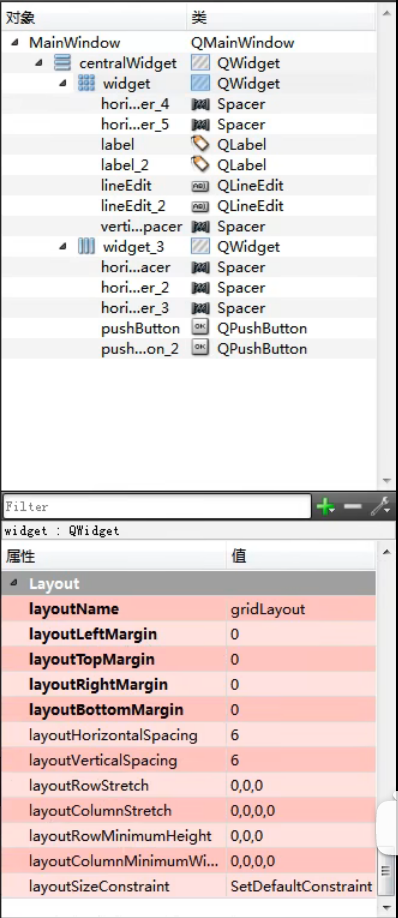 对象 类
MainWindow QMainWindow
centralWidget QWidget
widget QWidget
hori...er_4 Spacer
hori...er_5 Spacer
label QLabel
label_2 QLabel
lineEdit QLineEdit
lineEdit_2 QLineEdit
verti...pacer Spacer
widget_3 QWidget
hori...acer Spacer
hori...er_2 Spacer
hori...er_3 Spacer
pushButton QPushButton
push...on_2 QPushButton
Filter
widget : QWidget
属性 值
Layout
layoutName gridLayout
layoutLeftMargin 0
layoutTopMargin 0
layoutRightMargin 0
layoutBottomMargin 0
layoutHorizontalSpacing 6
layoutVerticalSpacing 6
layoutRowStretch 0,0,0
layoutColumnStretch 0,0,0,0
layoutRowMinimumHeight 0,0,0
layoutColumnMinimumWi... 0,0,0,0
layoutSizeConstraint SetDefaultConstraint